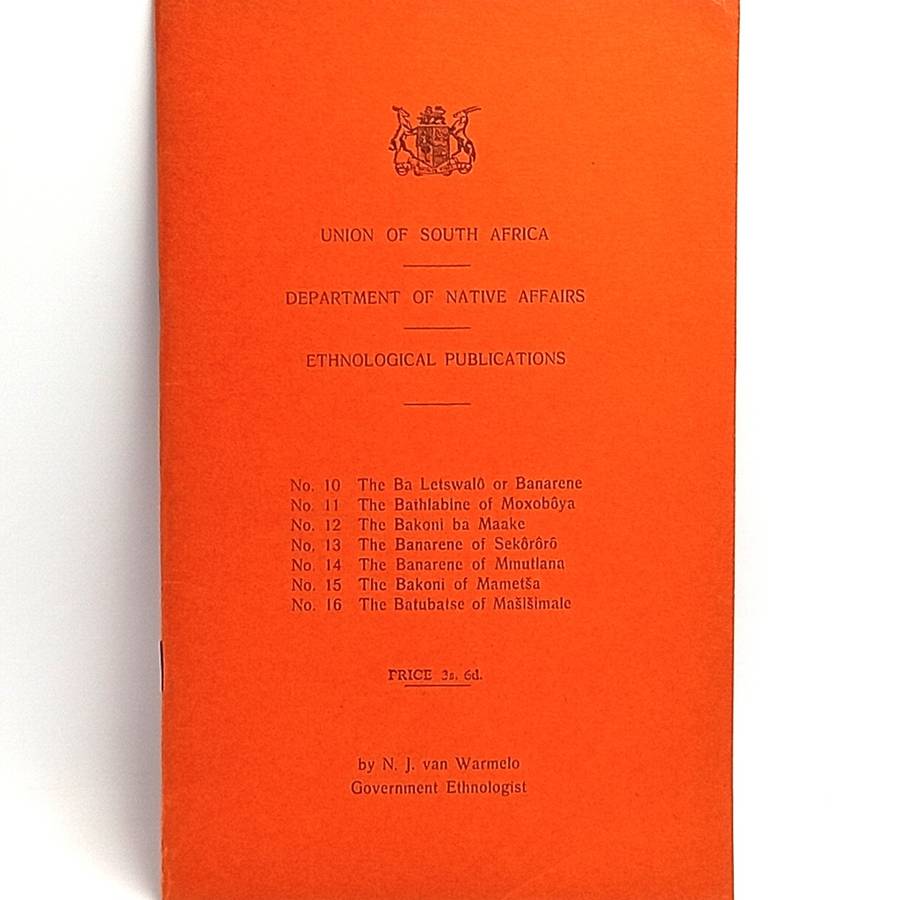 UNION OF SOUTH AFRICA
DEPARTMENT OF NATIVE AFFAIRS
ETHNOLOGICAL PUBLICATIONS
No. 10 The Ba Letswalô or Banarene
No. 11 The Bathlabine of Moxobôya
No. 12 The Bakoni ba Maake
No. 13 The Banarene of Sekôrôrô
No. 14 The Banarene of Mmutlana
No. 15 The Bakoni of Mametša
No. 16 The Batubatse of Mašišimale
PRICE 3s. 6d.
by N. J. van Warmelo
Government Ethnologist